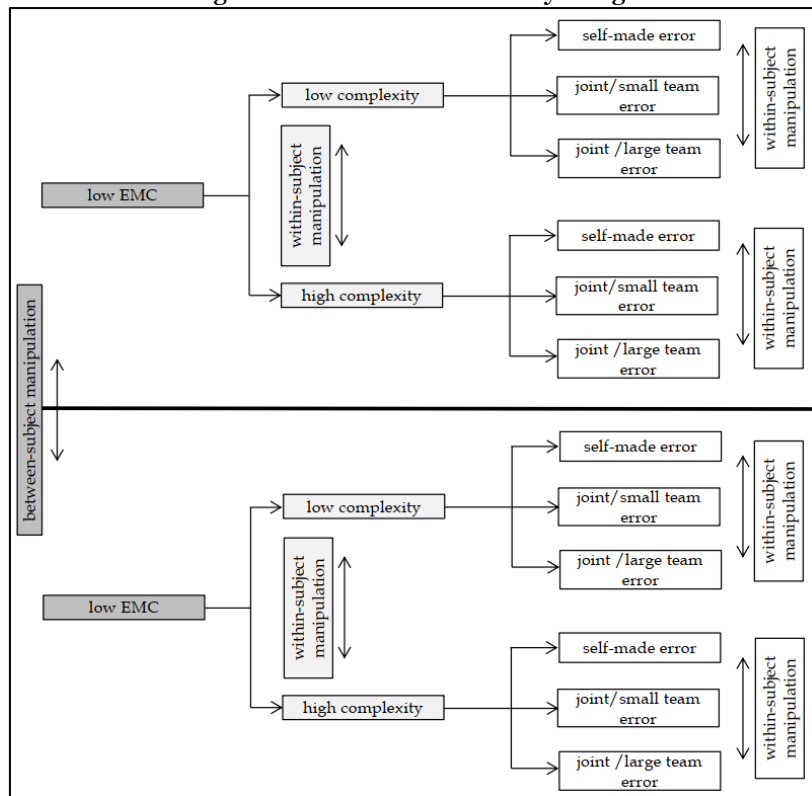 self-made error
low complexity
joint/small team
error
joint /large team
error
within-subject
manipulation
within-subject
manipulation
low EMC
self-made error
high complexity
joint/small team
error
joint /large team
error
within-subject
manipulation
between-subject manipulation
self-made error
low complexity
joint/small team
error
joint /large team
error
within-subject
manipulation
within-subject
manipulation
low EMC
self-made error
high complexity
joint/small team
error
joint /large team
error
within-subject
manipulation